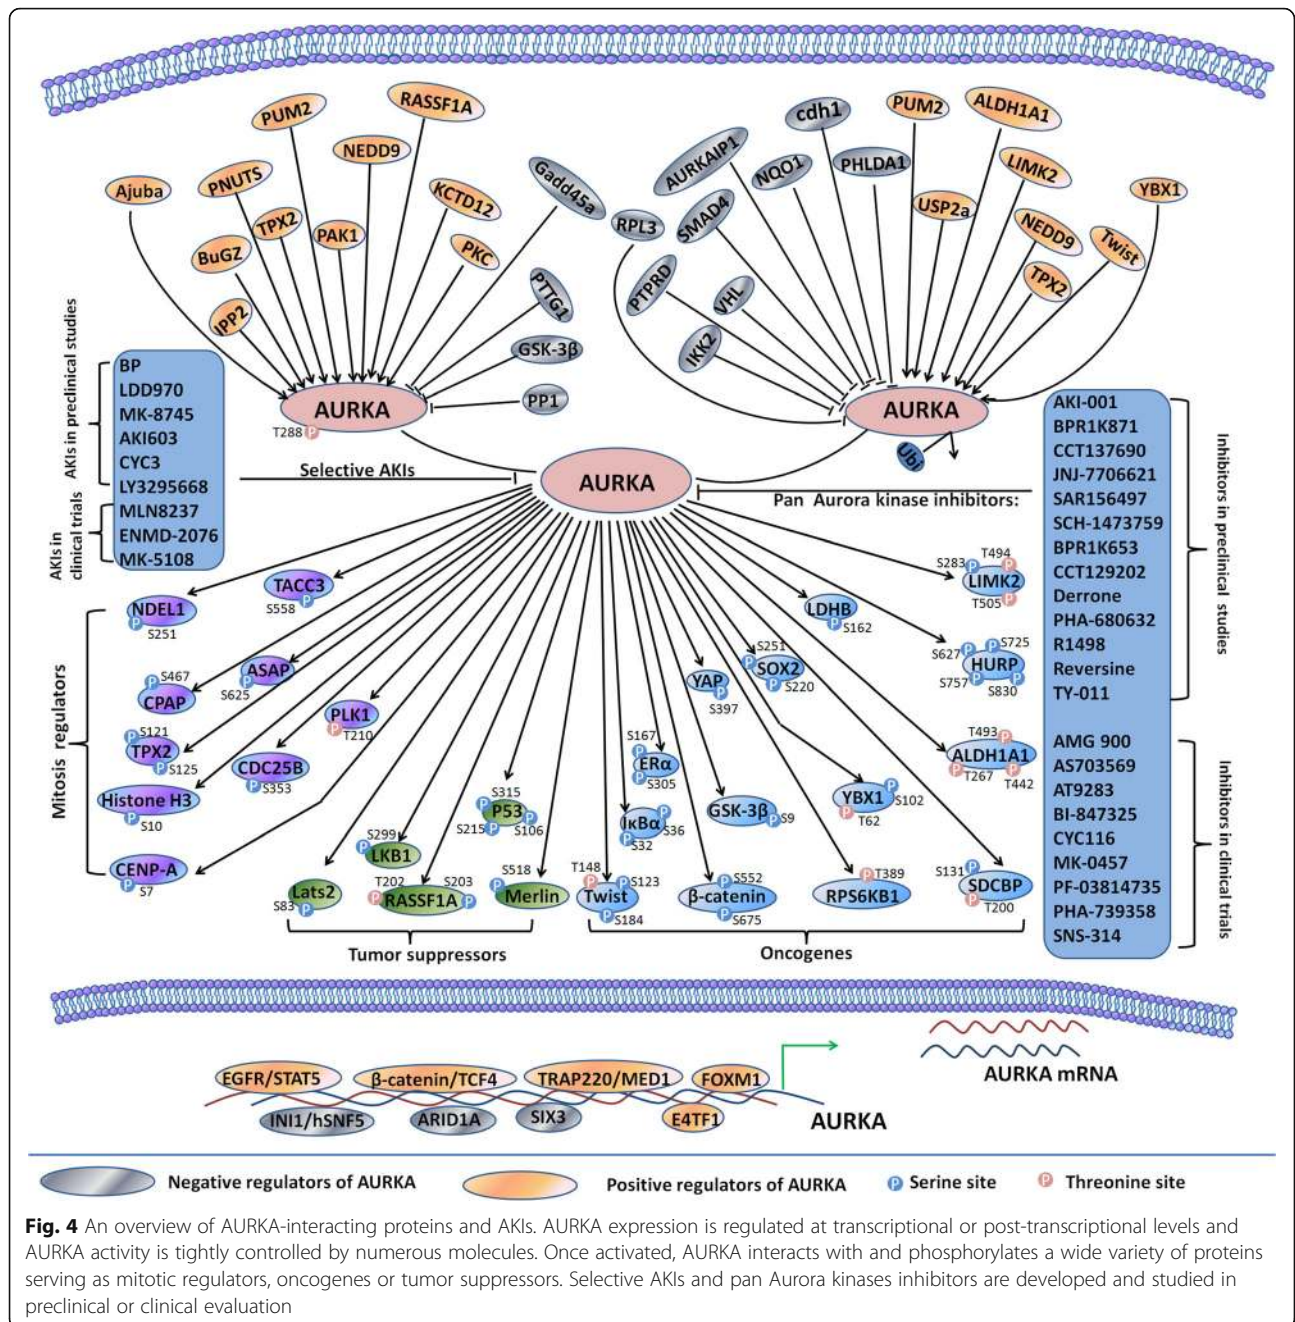 RASSF1A
PUM2
NEDD9
Ajuba
PNUTS
TPX2
PAK1
KCTD12
BuGZ
PKC
IPP2
Gadd45a
PTTG1
GSK-3β
PP1
AURKA
T288 P
cdh1
PUM2
ALDH1A1
AURKAIP1
NQO1
PHLDA1
LIMK2
YBX1
RPL3
SMAD4
USP2a
NEDD9
Twist
PTPRD
VHL
TPX2
IKK2
AURKA
Ubi
AKIs in preclinical studies
BP
LDD970
MK-8745
AKI603
CYC3
LY3295668
AKIs in
clinical trials
MLN8237
ENMD-2076
MK-5108
Selective AKIs
AURKA
Pan Aurora kinase inhibitors:
AKI-001
BPR1K871
CCT137690
JNJ-7706621
SAR156497
SCH-1473759
BPR1K653
CCT129202
Derrone
PHA-680632
R1498
Reversine
TY-011
Inhibitors in preclinical studies
AMG 900
AS703569
AT9283
BI-847325
CYC116
MK-0457
PF-03814735
PHA-739358
SNS-314
Inhibitors in clinical trials
Mitosis regulators
TACC3
S558 P
NDEL1
P S251
ASAP
S625 P
S467
P
CPAP
PLK1
P T210
S121
P
TPX2
P S125
CDC25B
P S353
Histone H3
P S10
CENP-A
P S7
S315
P
P53
S215 P
P S106
S299
P
LKB1
Lats2
S83 P
T202 S203
P RASSF1A P
S518
P
Merlin
Tumor suppressors
LDHB
P S162
S283 P
T494
P
LIMK2
T505 P
S251
P
SOX2
P S220
YAP
P
S397
S627 P
P S725
HURP
S757 P
P
S830
S167
P
ERα
P S305
T493 P
ALDH1A1
P T267
P
T442
IκBα
P S36
P S32
GSK-3β
P S9
YBX1
P
S102
P T62
T148
P
P S123
Twist
P S184
P S552
β-catenin
P S675
P T389
RPS6KB1
S131 P
SDCBP
P T200
Oncogenes
AURKA mRNA
EGFR/STAT5
β-catenin/TCF4
TRAP220/MED1
FOXM1
INI1/hSNF5
ARID1A
SIX3
E4TF1
AURKA
Negative regulators of AURKA
Positive regulators of AURKA
P Serine site
P Threonine site
Fig. 4 An overview of AURKA-interacting proteins and AKIs. AURKA expression is regulated at transcriptional or post-transcriptional levels and
AURKA activity is tightly controlled by numerous molecules. Once activated, AURKA interacts with and phosphorylates a wide variety of proteins
serving as mitotic regulators, oncogenes or tumor suppressors. Selective AKIs and pan Aurora kinases inhibitors are developed and studied in
preclinical or clinical evaluation